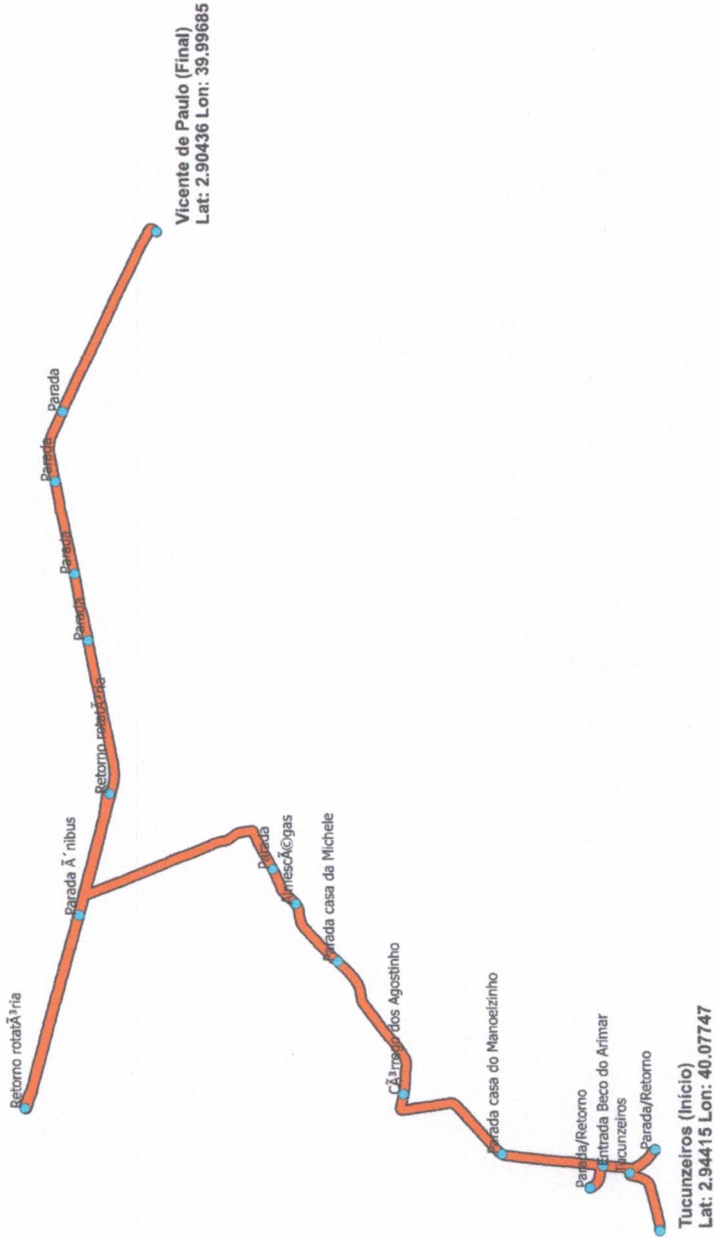 Vicente de Paulo (Final)
Lat: 2.90436 Lon: 39.99685
Parada
Parada
Parada
Parada
Retorno rotatÃ³ria
Parada Ã´nibus
Retorno rotatÃ³ria
Parada
AlmescÃ©gas
Parada casa da Michele
CÃ³rrego dos Agostinho
Parada casa do Manoelzinho
Parada/Retorno
Entrada Beco do Arimar
Tucunzeiros
Parada/Retorno
Tucunzeiros (Início)
Lat: 2.94415 Lon: 40.07747